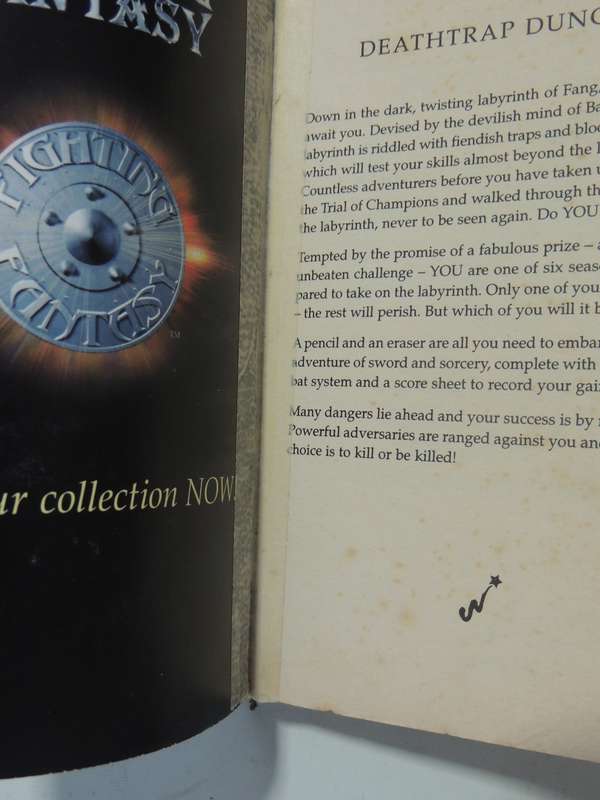 FANTASY
FIGHTING
FANTASY
TM
ur collection NOW!
DEATHTRAP DUNG
Down in the dark, twisting labyrinth of Fang,
await you. Devised by the devilish mind of Ba
labyrinth is riddled with fiendish traps and bloo
which will test your skills almost beyond the l
Countless adventurers before you have taken u
the Trial of Champions and walked through th
the labyrinth, never to be seen again. Do YOU
Tempted by the promise of a fabulous prize – a
unbeaten challenge – YOU are one of six seas
pared to take on the labyrinth. Only one of you
– the rest will perish. But which of you will it b
A pencil and an eraser are all you need to embar
adventure of sword and sorcery, complete with
bat system and a score sheet to record your gai
Many dangers lie ahead and your success is by
Powerful adversaries are ranged against you and
choice is to kill or be killed!